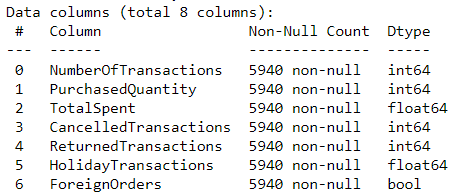 Data columns (total 8 columns):
 #   Column                 Non-Null Count  Dtype
---  ------                 --------------  -----
 0   NumberOfTransactions   5940 non-null   int64
 1   PurchasedQuantity      5940 non-null   int64
 2   TotalSpent             5940 non-null   float64
 3   CancelledTransactions  5940 non-null   int64
 4   ReturnedTransactions   5940 non-null   int64
 5   HolidayTransactions    5940 non-null   float64
 6   ForeignOrders          5940 non-null   bool